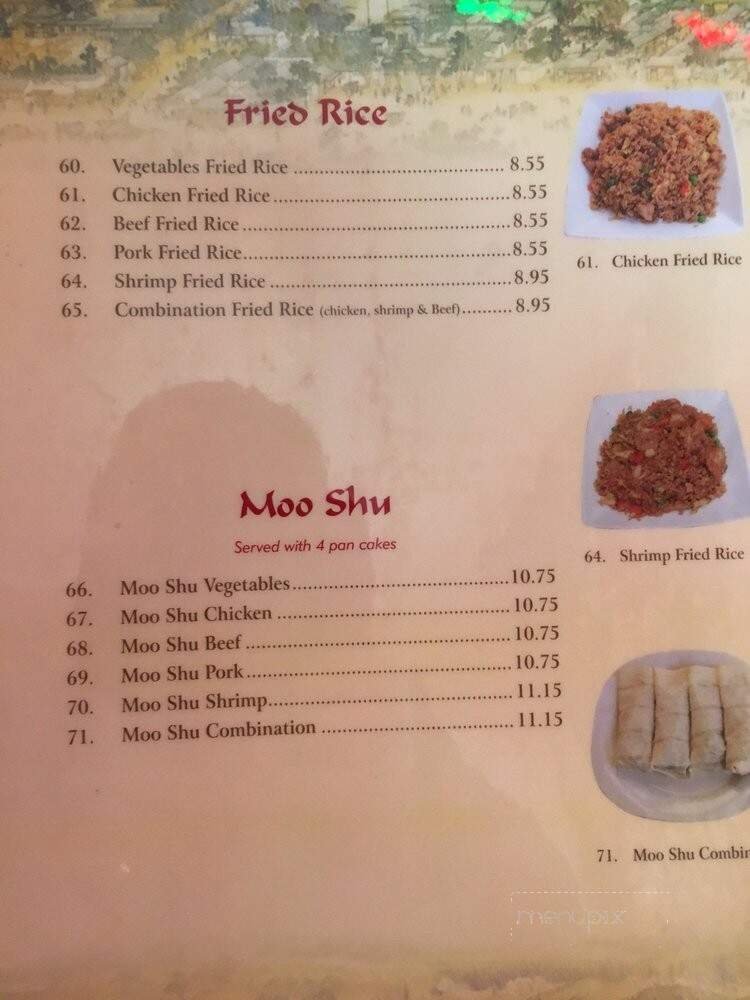 Fried Rice
60. Vegetables Fried Rice ........................................ 8.55
61. Chicken Fried Rice ............................................. 8.55
62. Beef Fried Rice ................................................... 8.55
63. Pork Fried Rice ................................................... 8.55
64. Shrimp Fried Rice .............................................. 8.95
65. Combination Fried Rice (chicken, shrimp & Beef).......... 8.95
61. Chicken Fried Rice
64. Shrimp Fried Rice
Moo Shu
Served with 4 pan cakes
66. Moo Shu Vegetables ......................................... 10.75
67. Moo Shu Chicken ............................................ 10.75
68. Moo Shu Beef .................................................. 10.75
69. Moo Shu Pork .................................................. 10.75
70. Moo Shu Shrimp .............................................. 11.15
71. Moo Shu Combination ..................................... 11.15
71. Moo Shu Combin
menupix